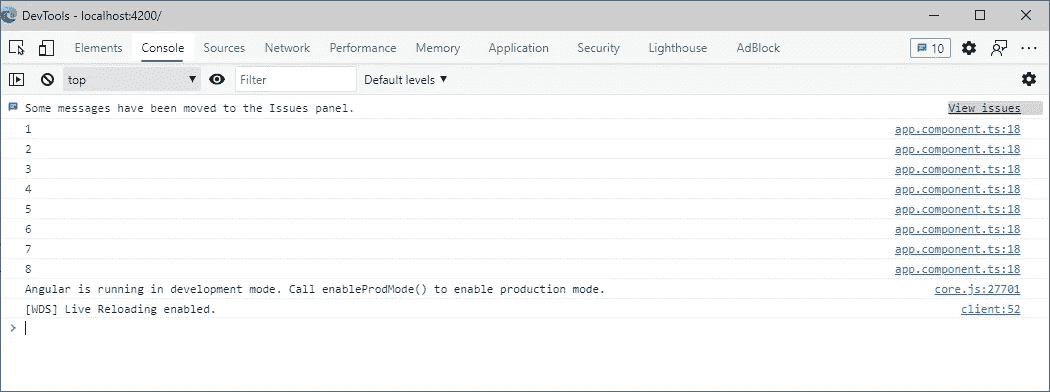 DevTools - localhost:4200/
Elements Console Sources Network Performance Memory Application Security Lighthouse AdBlock 10
top Filter Default levels
Some messages have been moved to the Issues panel. View issues
1 app.component.ts:18
2 app.component.ts:18
3 app.component.ts:18
4 app.component.ts:18
5 app.component.ts:18
6 app.component.ts:18
7 app.component.ts:18
8 app.component.ts:18
Angular is running in development mode. Call enableProdMode() to enable production mode. core.js:27701
[WDS] Live Reloading enabled. client:52
>